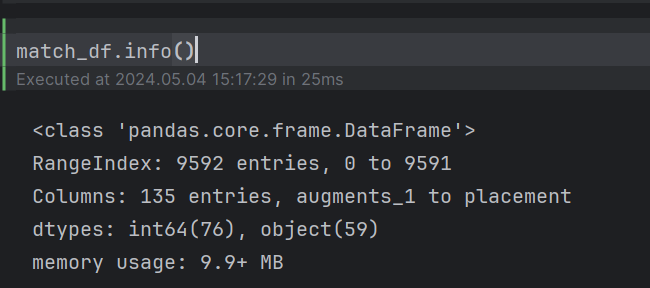 match_df.info()
Executed at 2024.05.04 15:17:29 in 25ms
<class 'pandas.core.frame.DataFrame'>
RangeIndex: 9592 entries, 0 to 9591
Columns: 135 entries, augments_1 to placement
dtypes: int64(76), object(59)
memory usage: 9.9+ MB